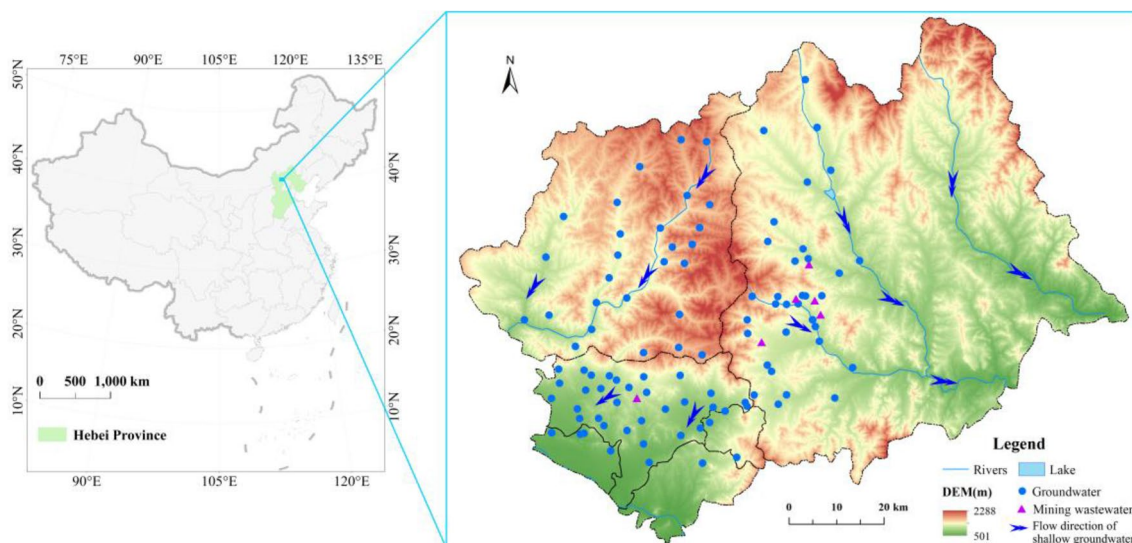 75°E 90°E 105°E 120°E 135°E
50°N
40°N
30°N
20°N
10°N
40°N
30°N
20°N
10°N
0 500 1,000 km
Hebei Province
90°E 105°E 120°E
N
0 10 20 km
Legend
Rivers Lake
DEM(m)
2288
501
Groundwater
Mining wastewater
Flow direction of
shallow groundwater